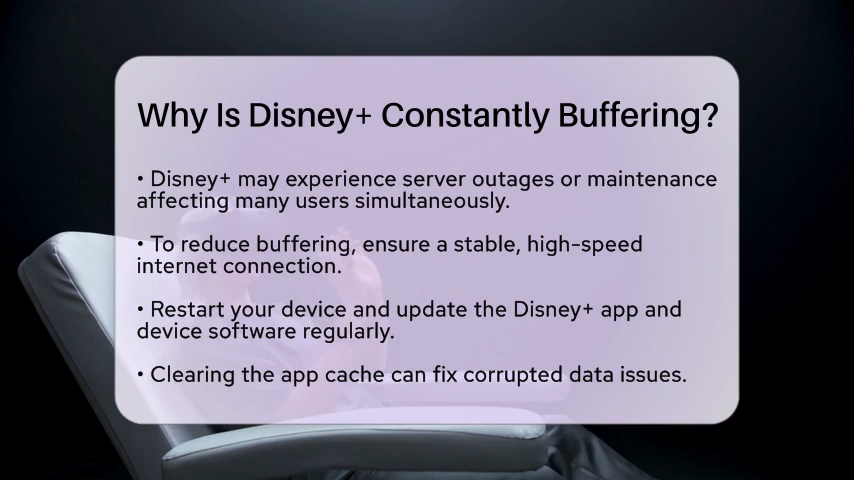 Why Is Disney+ Constantly Buffering?
• Disney+ may experience server outages or maintenance
affecting many users simultaneously.
• To reduce buffering, ensure a stable, high-speed
internet connection.
• Restart your device and update the Disney+ app and
device software regularly.
• Clearing the app cache can fix corrupted data issues.